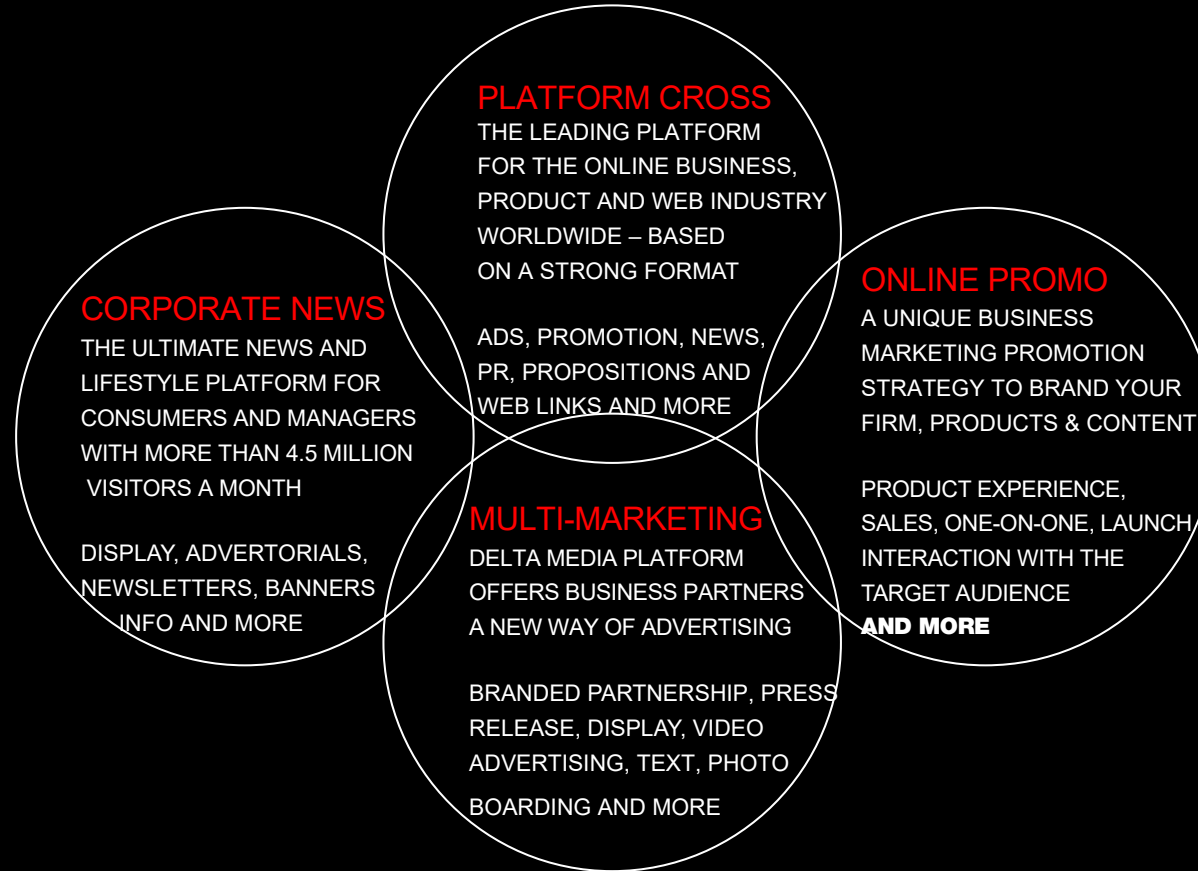 PLATFORM CROSS
THE LEADING PLATFORM
FOR THE ONLINE BUSINESS,
PRODUCT AND WEB INDUSTRY
WORLDWIDE – BASED
ON A STRONG FORMAT
ADS, PROMOTION, NEWS,
PR, PROPOSITIONS AND
WEB LINKS AND MORE
CORPORATE NEWS
THE ULTIMATE NEWS AND
LIFESTYLE PLATFORM FOR
CONSUMERS AND MANAGERS
WITH MORE THAN 4.5 MILLION
VISITORS A MONTH
DISPLAY, ADVERTORIALS,
NEWSLETTERS, BANNERS
INFO AND MORE
ONLINE PROMO
A UNIQUE BUSINESS
MARKETING PROMOTION
STRATEGY TO BRAND YOUR
FIRM, PRODUCTS & CONTENT
PRODUCT EXPERIENCE,
SALES, ONE-ON-ONE, LAUNCH/
INTERACTION WITH THE
TARGET AUDIENCE
AND MORE
MULTI-MARKETING
DELTA MEDIA PLATFORM
OFFERS BUSINESS PARTNERS
A NEW WAY OF ADVERTISING
BRANDED PARTNERSHIP, PRESS
RELEASE, DISPLAY, VIDEO
ADVERTISING, TEXT, PHOTO
BOARDING AND MORE